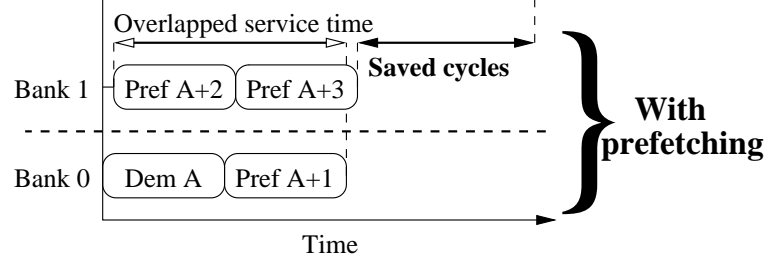 Overlapped service time
Saved cycles
Bank 1
Pref A+2
Pref A+3
With
prefetching
Bank 0
Dem A
Pref A+1
Time